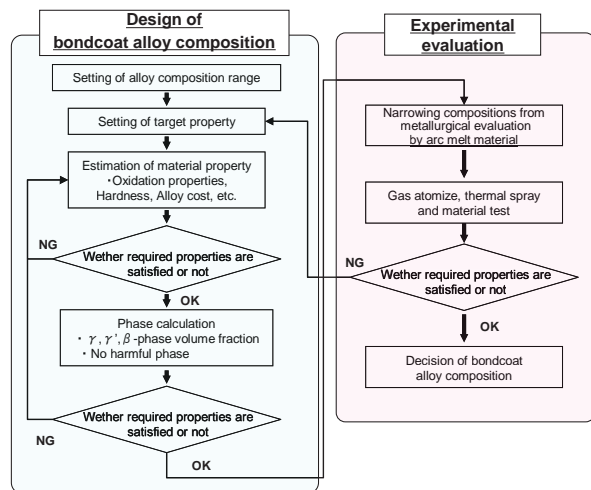 Design of
bondcoat alloy composition
Setting of alloy composition range
Setting of target property
Estimation of material property
・Oxidation properties,
Hardness, Alloy cost, etc.
NG
Wether required properties are
satisfied or not
OK
Phase calculation
・ γ, γ', β -phase volume fraction
・No harmful phase
Wether required properties are
satisfied or not
NG
OK
Experimental
evaluation
Narrowing compositions from
metallurgical evaluation
by arc melt material
Gas atomize, thermal spray
and material test
NG
Wether required properties are
satisfied or not
OK
Decision of bondcoat
alloy composition